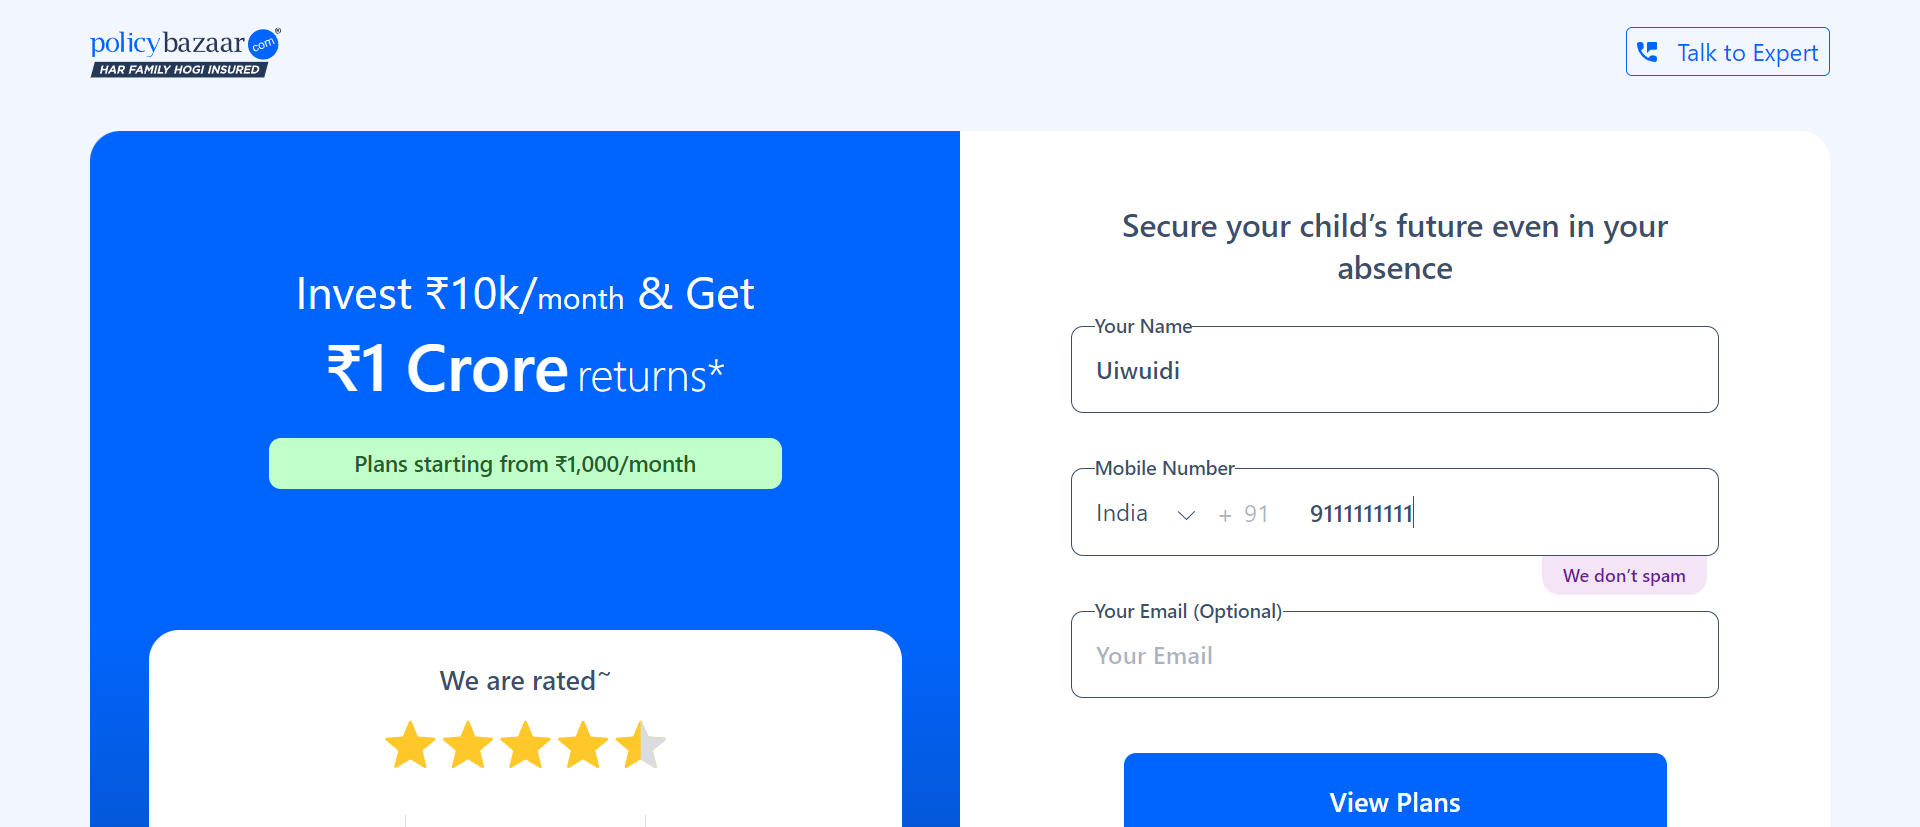 policybazaar.com®
HAR FAMILY HOGI INSURED
Talk to Expert
Invest ₹10k/month & Get
₹1 Crore returns*
Plans starting from ₹1,000/month
We are rated~
Secure your child’s future even in your
absence
Your Name
Uiwuidi
Mobile Number
India + 91 9111111111
We don’t spam
Your Email (Optional)
Your Email
View Plans